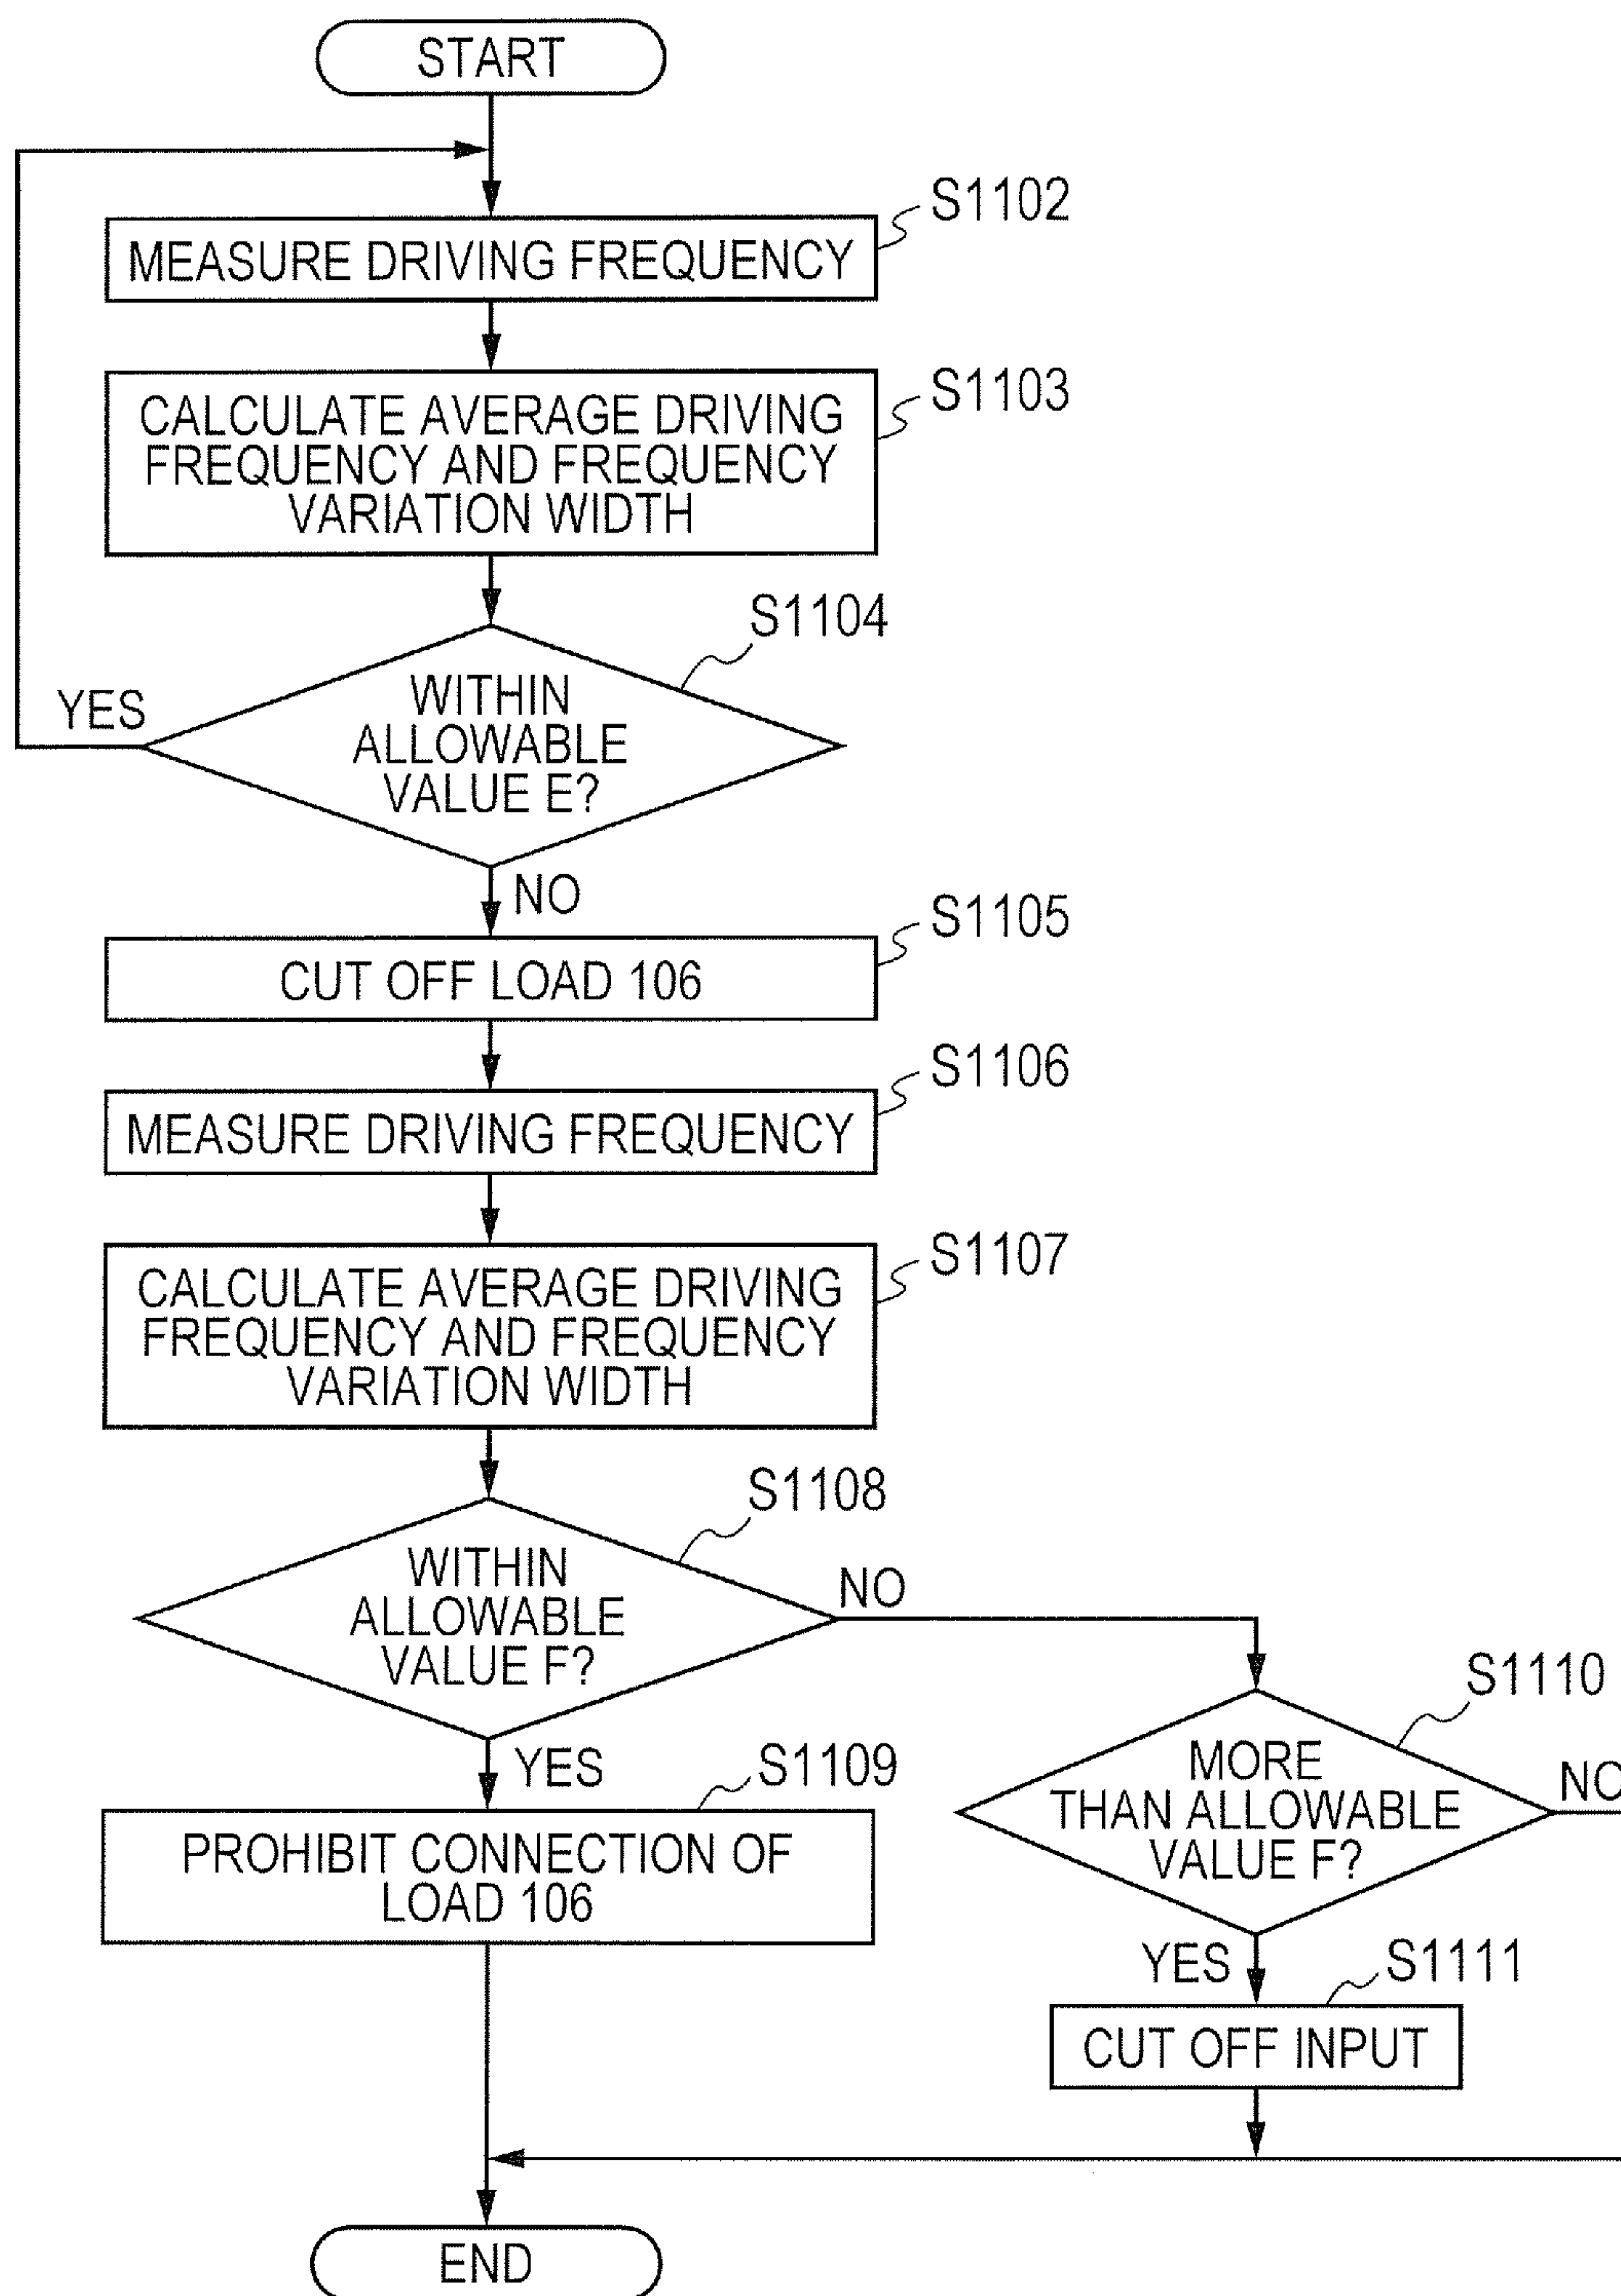 START
S1102
MEASURE DRIVING FREQUENCY
S1103
CALCULATE AVERAGE DRIVING
FREQUENCY AND FREQUENCY
VARIATION WIDTH
S1104
YES
WITHIN
ALLOWABLE
VALUE E?
NO
S1105
CUT OFF LOAD 106
S1106
MEASURE DRIVING FREQUENCY
S1107
CALCULATE AVERAGE DRIVING
FREQUENCY AND FREQUENCY
VARIATION WIDTH
S1108
WITHIN
ALLOWABLE
VALUE F?
NO
YES
S1109
PROHIBIT CONNECTION OF
LOAD 106
S1110
MORE
THAN ALLOWABLE
VALUE F?
NO
YES
S1111
CUT OFF INPUT
END